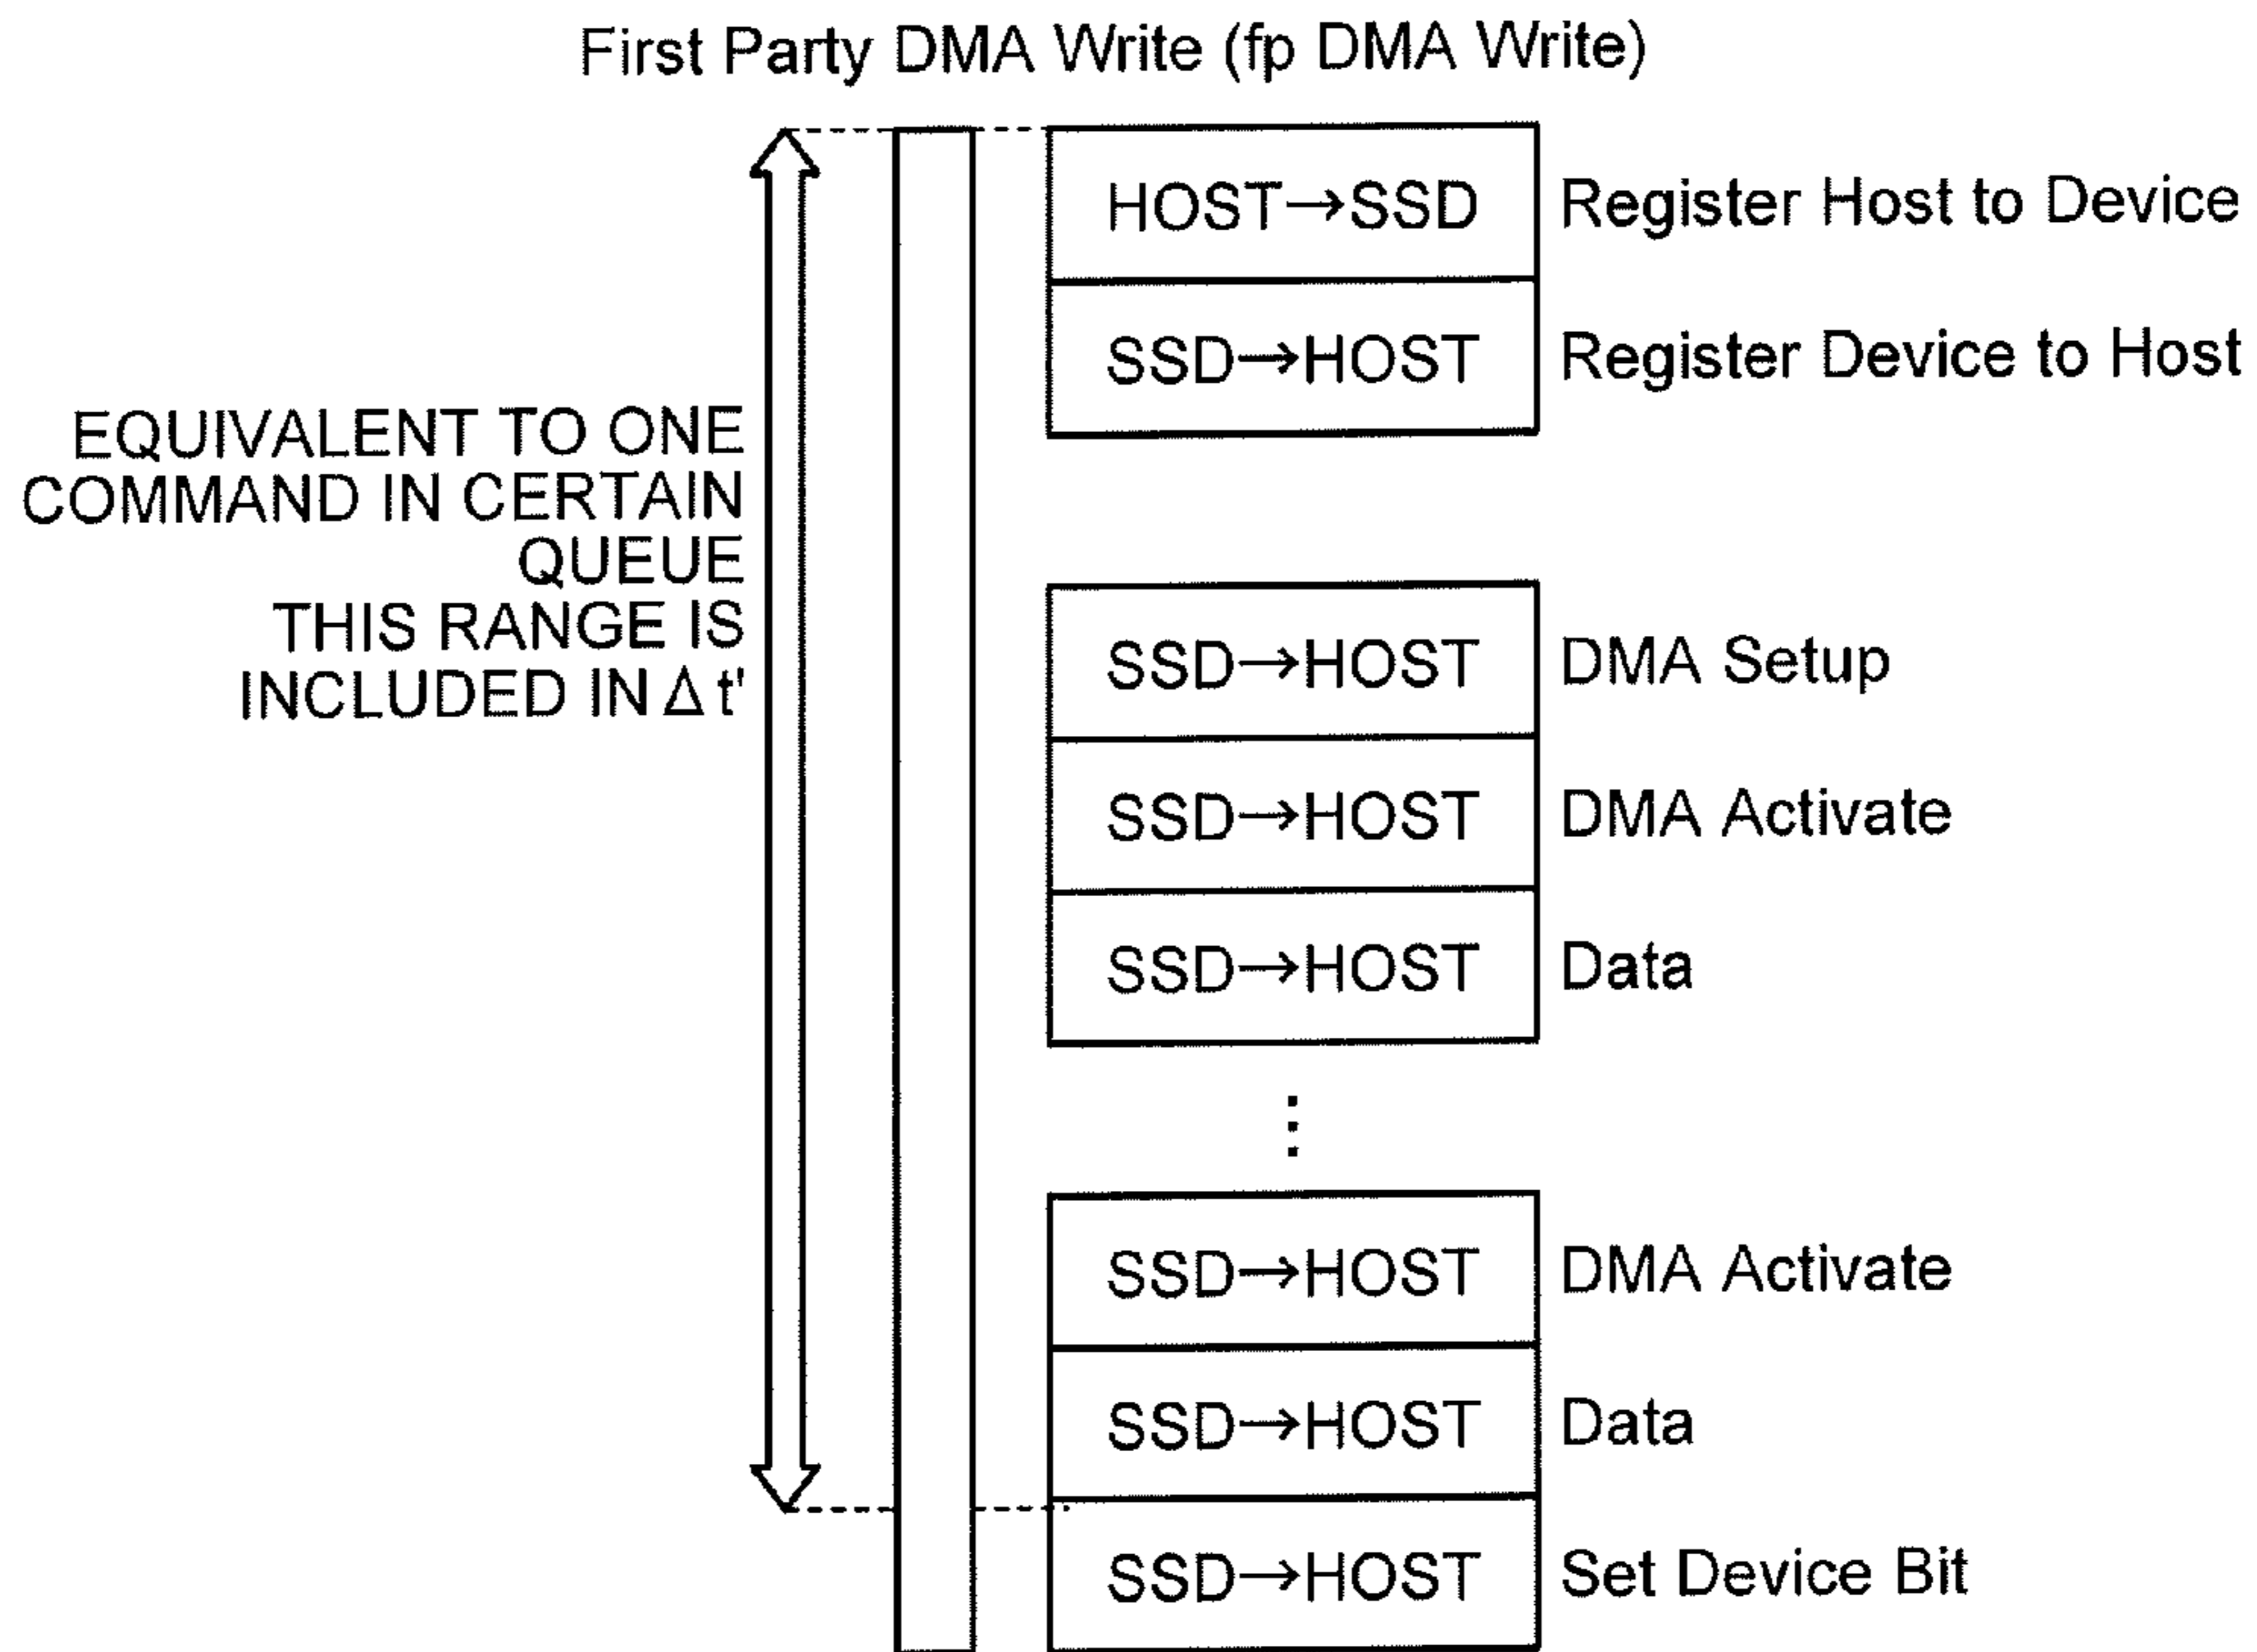 First Party DMA Write (fp DMA Write)
HOST→SSD Register Host to Device
SSD→HOST Register Device to Host
EQUIVALENT TO ONE
COMMAND IN CERTAIN
QUEUE
THIS RANGE IS
INCLUDED IN Δt'
SSD→HOST DMA Setup
SSD→HOST DMA Activate
SSD→HOST Data
⋮
SSD→HOST DMA Activate
SSD→HOST Data
SSD→HOST Set Device Bit